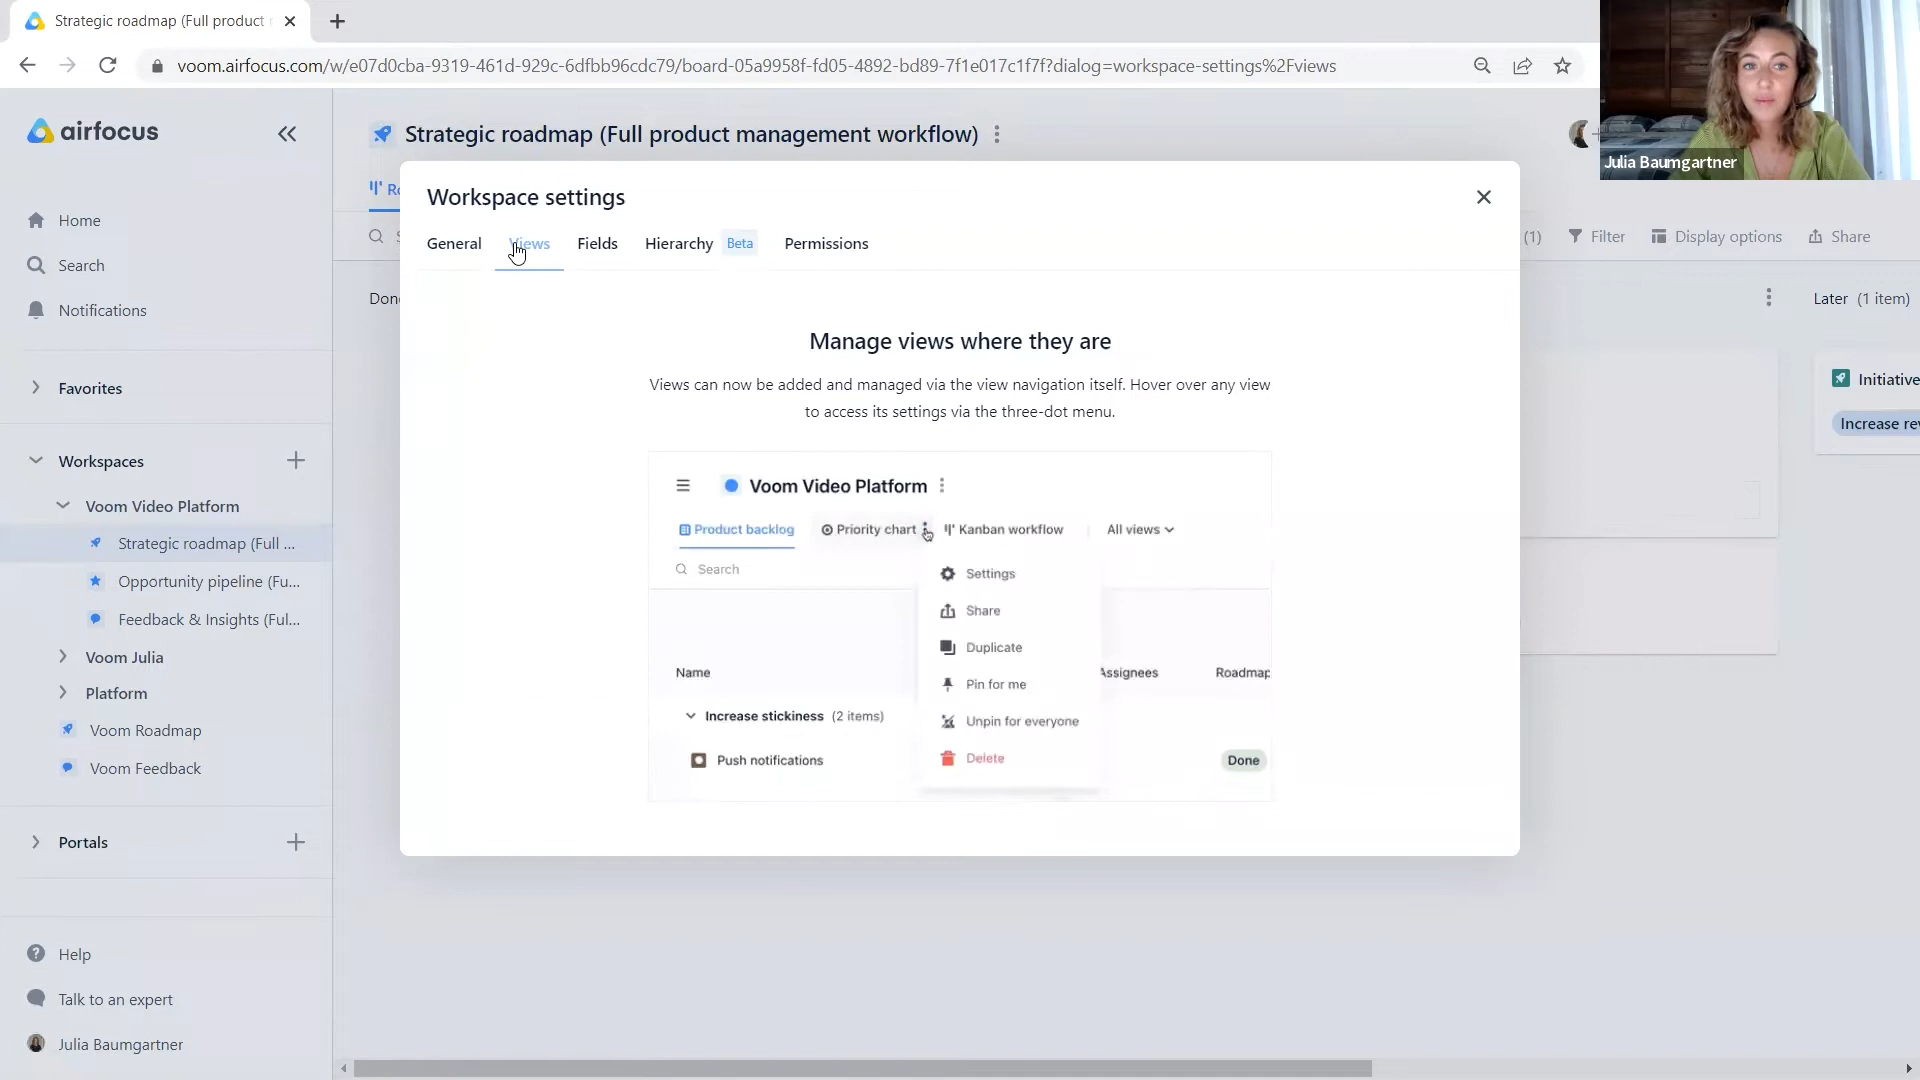 Strategic roadmap (Full product
voom.airfocus.com/w/e07d0cba-9319-461d-929c-6dfbb96cdc79/board-05a9958f-fd05-4892-bd89-7f1e017c1f7f?dialog=workspace-settings%2Fviews
Julia Baumgartner
airfocus
Strategic roadmap (Full product management workflow)
Home
Search
Notifications
Favorites
Workspaces
Voom Video Platform
Strategic roadmap (Full ...
Opportunity pipeline (Fu...
Feedback & Insights (Ful...
Voom Julia
Platform
Voom Roadmap
Voom Feedback
Portals
Help
Talk to an expert
Julia Baumgartner
(1)
Filter
Display options
Share
Later (1 item)
Initiative
Workspace settings
General
Views
Fields
Hierarchy
Beta
Permissions
Manage views where they are
Views can now be added and managed via the view navigation itself. Hover over any view
to access its settings via the three-dot menu.
Voom Video Platform
Product backlog
Priority chart
Kanban workflow
All views
Search
Settings
Share
Duplicate
Pin for me
Unpin for everyone
Delete
Name
Assignees
Roadmap
Increase stickiness (2 items)
Push notifications
Done
Increase